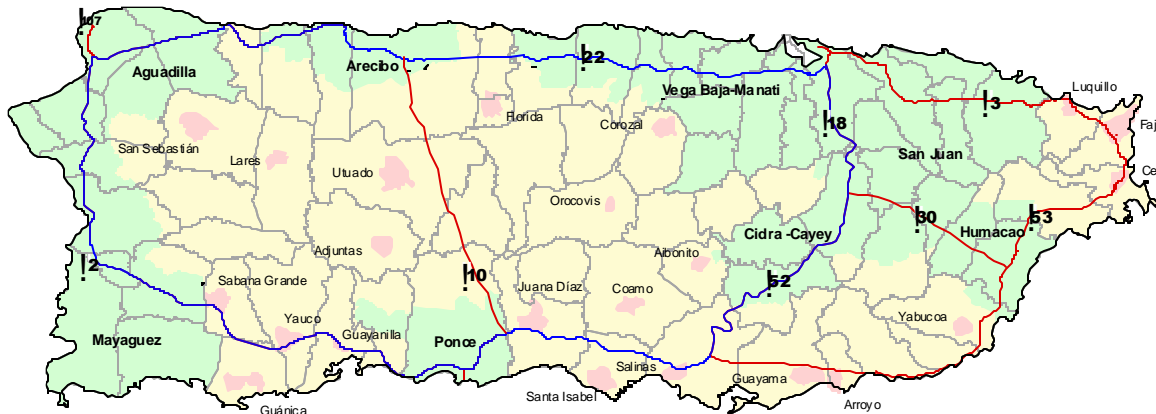 107
22
Aguadilla
Arecibo
Luquillo
Vega Baja-Manati
3
Florida
Corozal
18
Faj
San Sebastián
Lares
San Juan
Utuado
Ce
Orocovis
30
53
Cidra -Cayey
Humacao
Adjuntas
Aibonito
2
10
52
Sabana Grande
Juana Díaz
Coamo
Yauco
Guayanilla
Yabucoa
Mayaguez
Ponce
Salinas
Guayama
Santa Isabel
Arroyo
Guánica